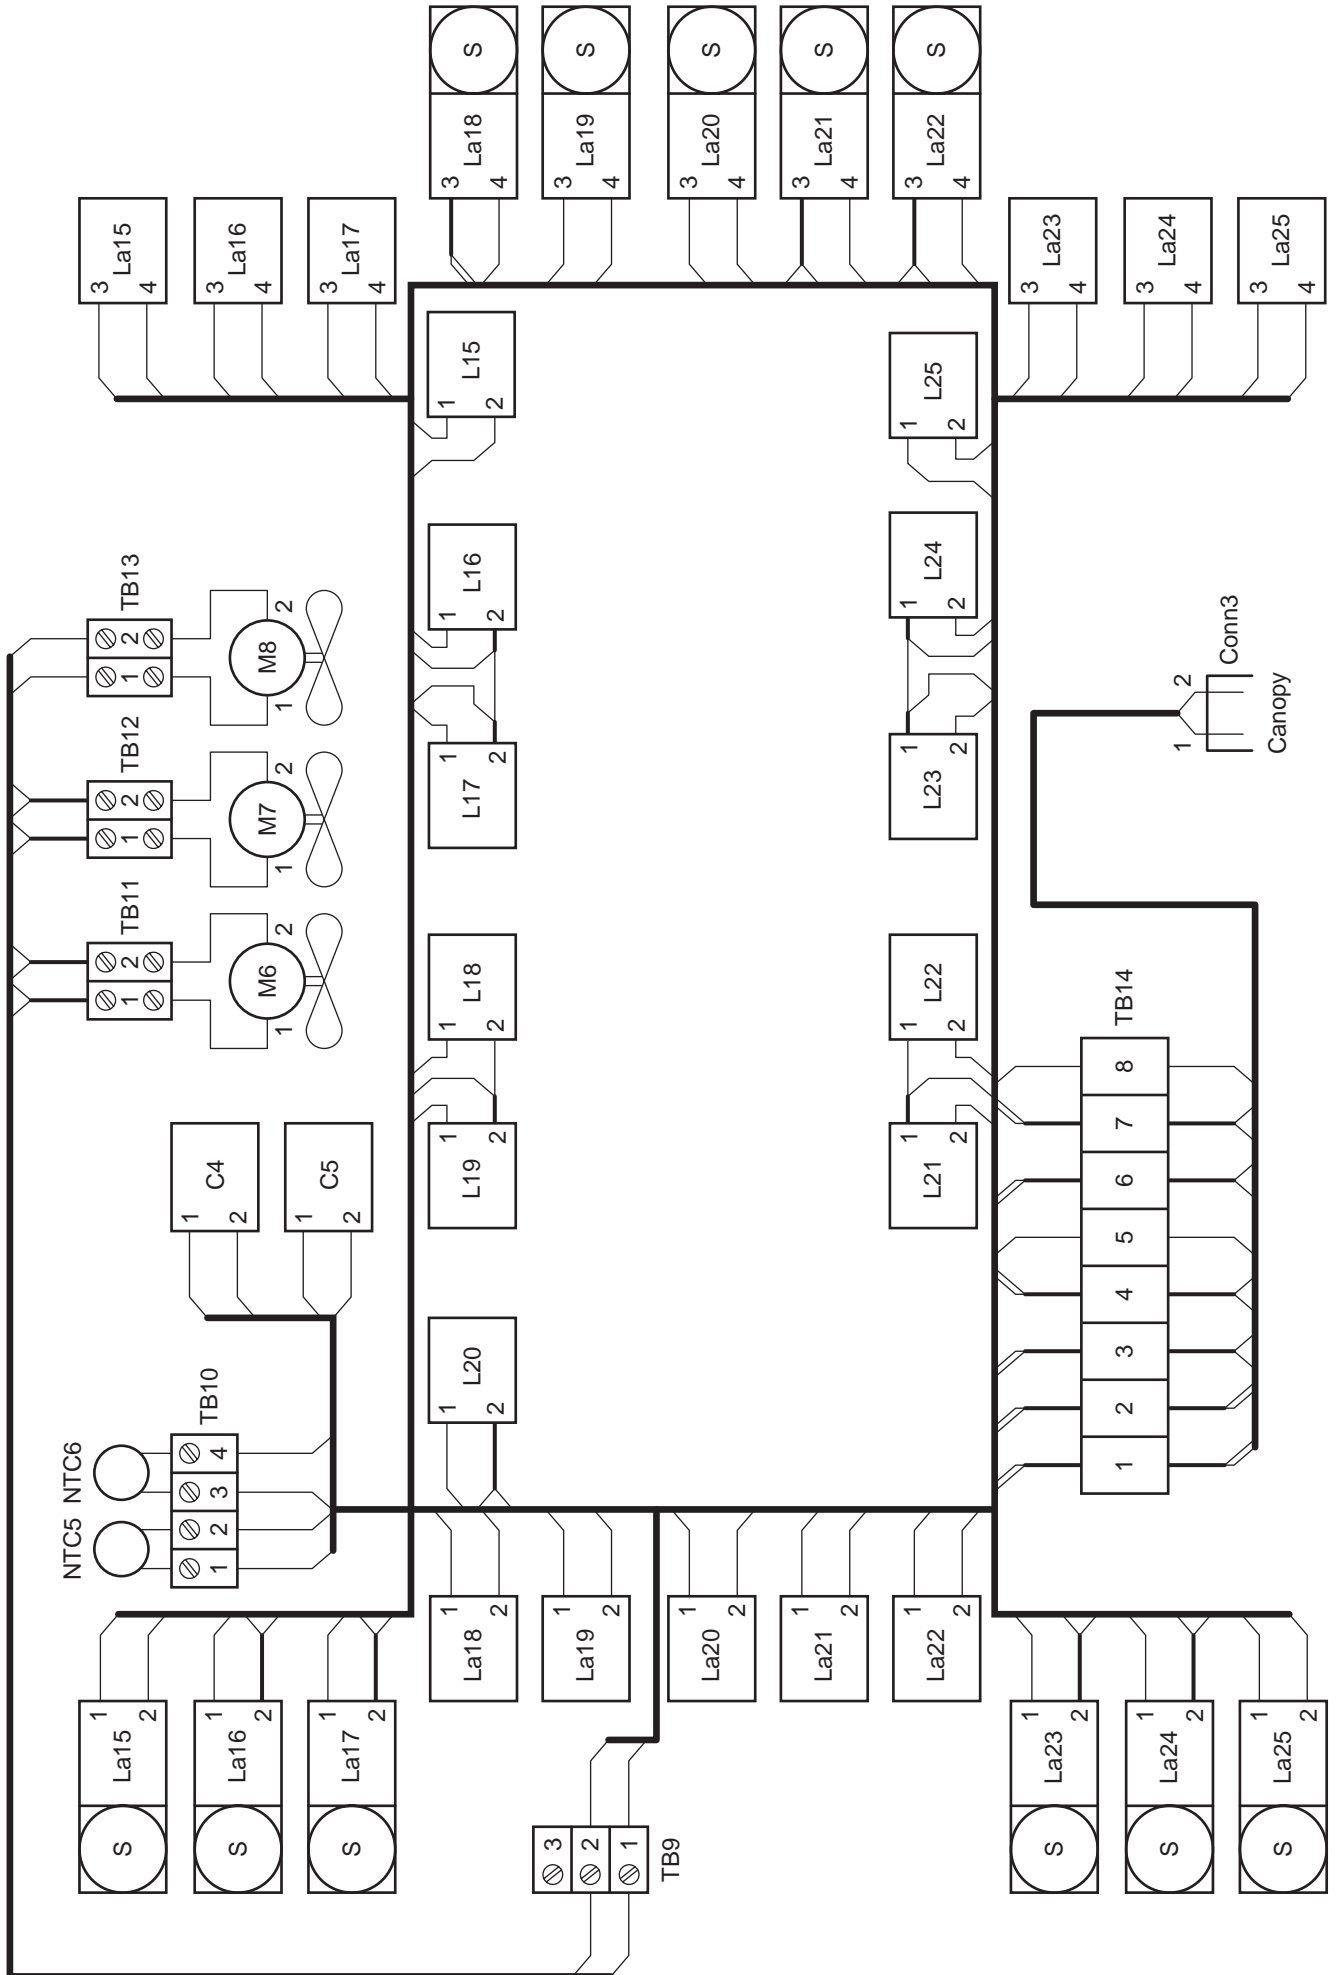 S
La18
3
4
S
La19
3
4
S
La20
3
4
S
La21
3
4
S
La22
3
4
La15
3
4
La16
3
4
La17
3
4
La23
3
4
La24
3
4
La25
3
4
L15
1
2
L25
1
2
L16
1
2
L24
1
2
L17
1
2
L23
1
2
TB13
1 2
M8
1
2
TB12
1 2
M7
1
2
TB11
1 2
M6
1
2
Conn3
1
2
Canopy
L18
1
2
L22
1
2
L19
1
2
L21
1
2
TB14
1 2 3 4 5 6 7 8
C4
1
2
C5
1
2
L20
1
2
TB10
1 2 3 4
NTC5
NTC6
La18
1
2
La19
1
2
La20
1
2
La21
1
2
La22
1
2
La15
1
2
S
La16
1
2
S
La17
1
2
S
TB9
3
2
1
La23
1
2
S
La24
1
2
S
La25
1
2
S